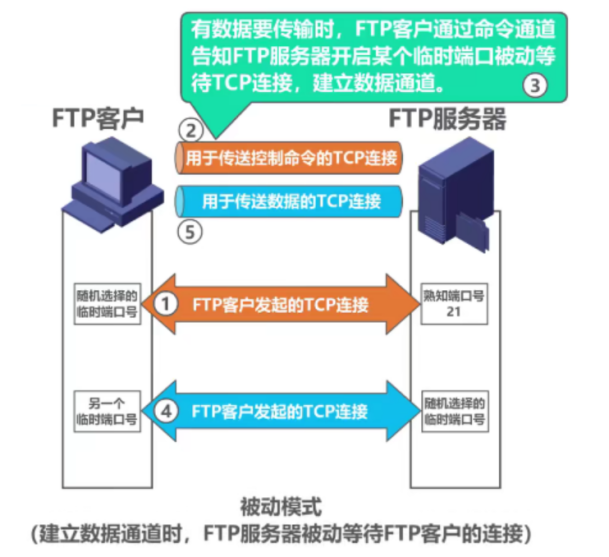 有数据要传输时，FTP客户通过命令通道
告知FTP服务器开启某个临时端口被动等
待TCP连接，建立数据通道。
③
FTP客户
FTP服务器
②
用于传送控制命令的TCP连接
用于传送数据的TCP连接
⑤
随机选择的
临时端口号
① FTP客户发起的TCP连接
熟知端口号
21
另一个
临时端口号
④ FTP客户发起的TCP连接
随机选择的
临时端口号
被动模式
(建立数据通道时，FTP服务器被动等待FTP客户的连接)